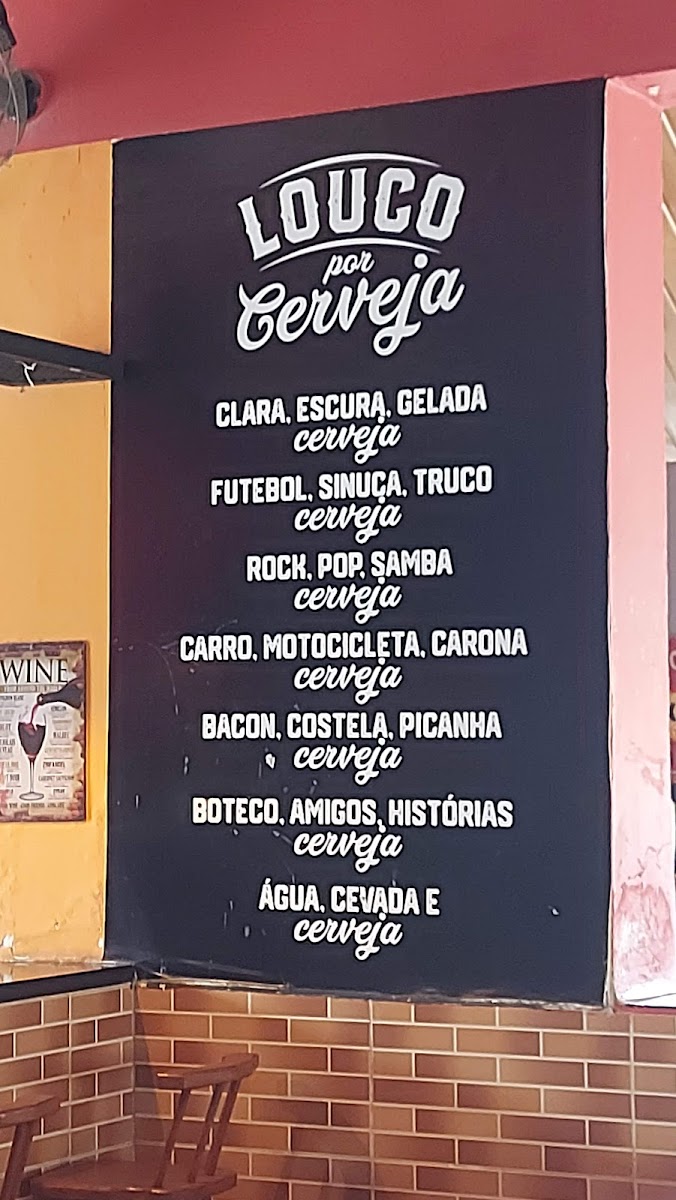 LOUCO
por
Cerveja
CLARA, ESCURA, GELADA
cerveja
FUTEBOL, SINUCA, TRUCO
cerveja
ROCK, POP, SAMBA
cerveja
CARRO, MOTOCICLETA, CARONA
cerveja
BACON, COSTELA, PICANHA
cerveja
BOTECO, AMIGOS, HISTÓRIAS
cerveja
ÁGUA, CEVADA E
cerveja
WINE